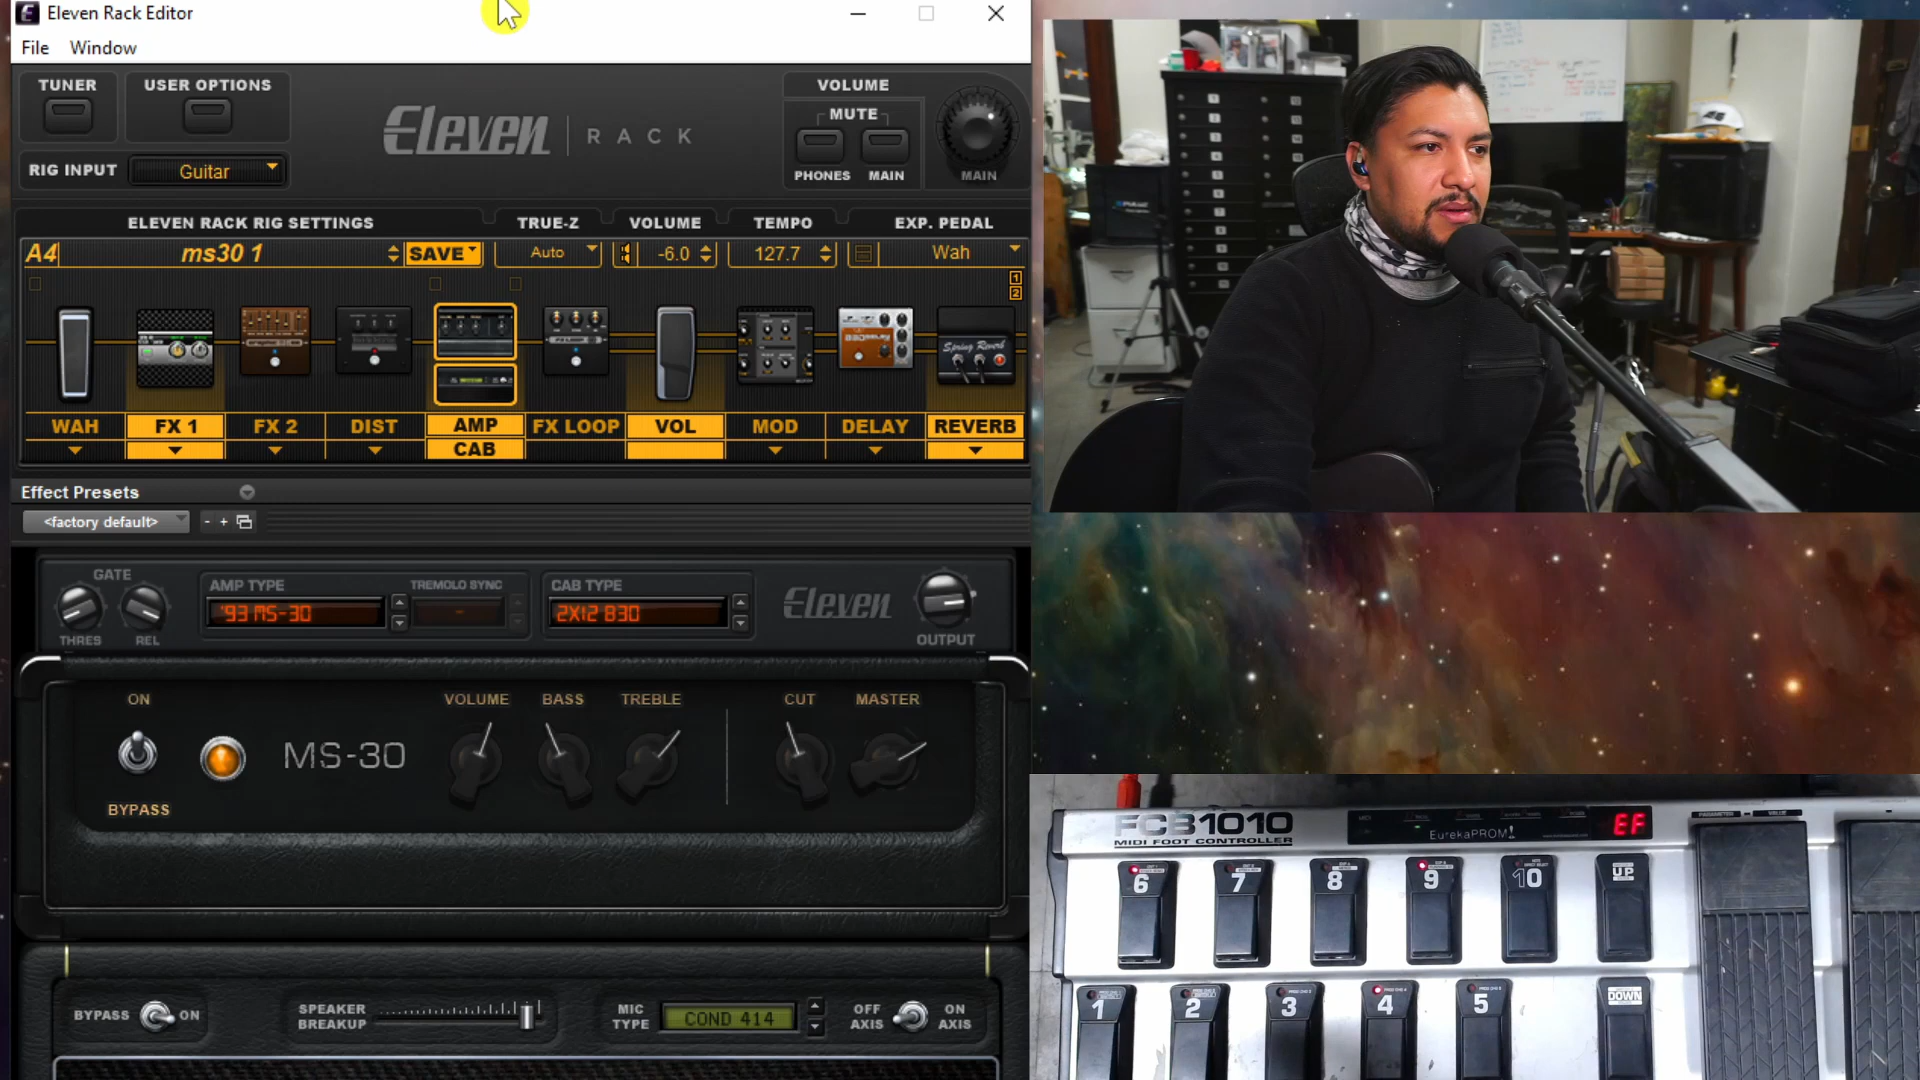 Eleven Rack Editor
File Window
TUNER
USER OPTIONS
RIG INPUT
Guitar
Eleven RACK
VOLUME
MUTE
PHONES
MAIN
MAIN
ELEVEN RACK RIG SETTINGS
TRUE-Z
VOLUME
TEMPO
EXP. PEDAL
A4
ms30 1
SAVE
Auto
-6.0
127.7
Wah
1
2
FX LOOP
Spring Reverb
WAH
FX 1
FX 2
DIST
AMP
FX LOOP
VOL
MOD
DELAY
REVERB
CAB
Effect Presets
<factory default>
- +
GATE
THRES
REL
AMP TYPE
TREMOLO SYNC
'93 MS-30
-
CAB TYPE
2X12 B30
Eleven
OUTPUT
ON
BYPASS
MS-30
VOLUME
BASS
TREBLE
CUT
MASTER
BYPASS
ON
SPEAKER
BREAKUP
MIC
TYPE
COND 414
OFF
AXIS
ON
AXIS
FCB1010
MIDI FOOT CONTROLLER
EurekaPROM!
EF
6
7
8
9
10
UP
1
2
3
4
5
DOWN